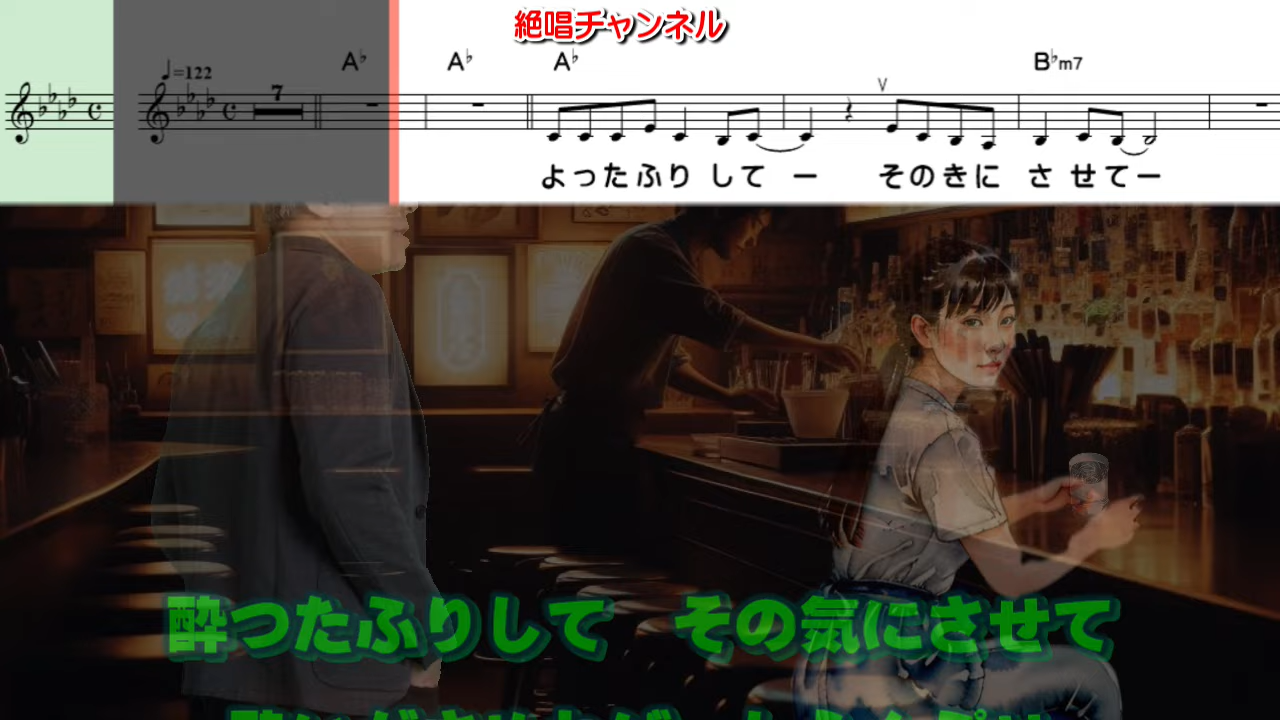 絶唱チャンネル
♩=122
7
A♭ A♭ A♭ B♭m7
よったふり してー そのきに さ せてー
酔ったふりして その気にさせて